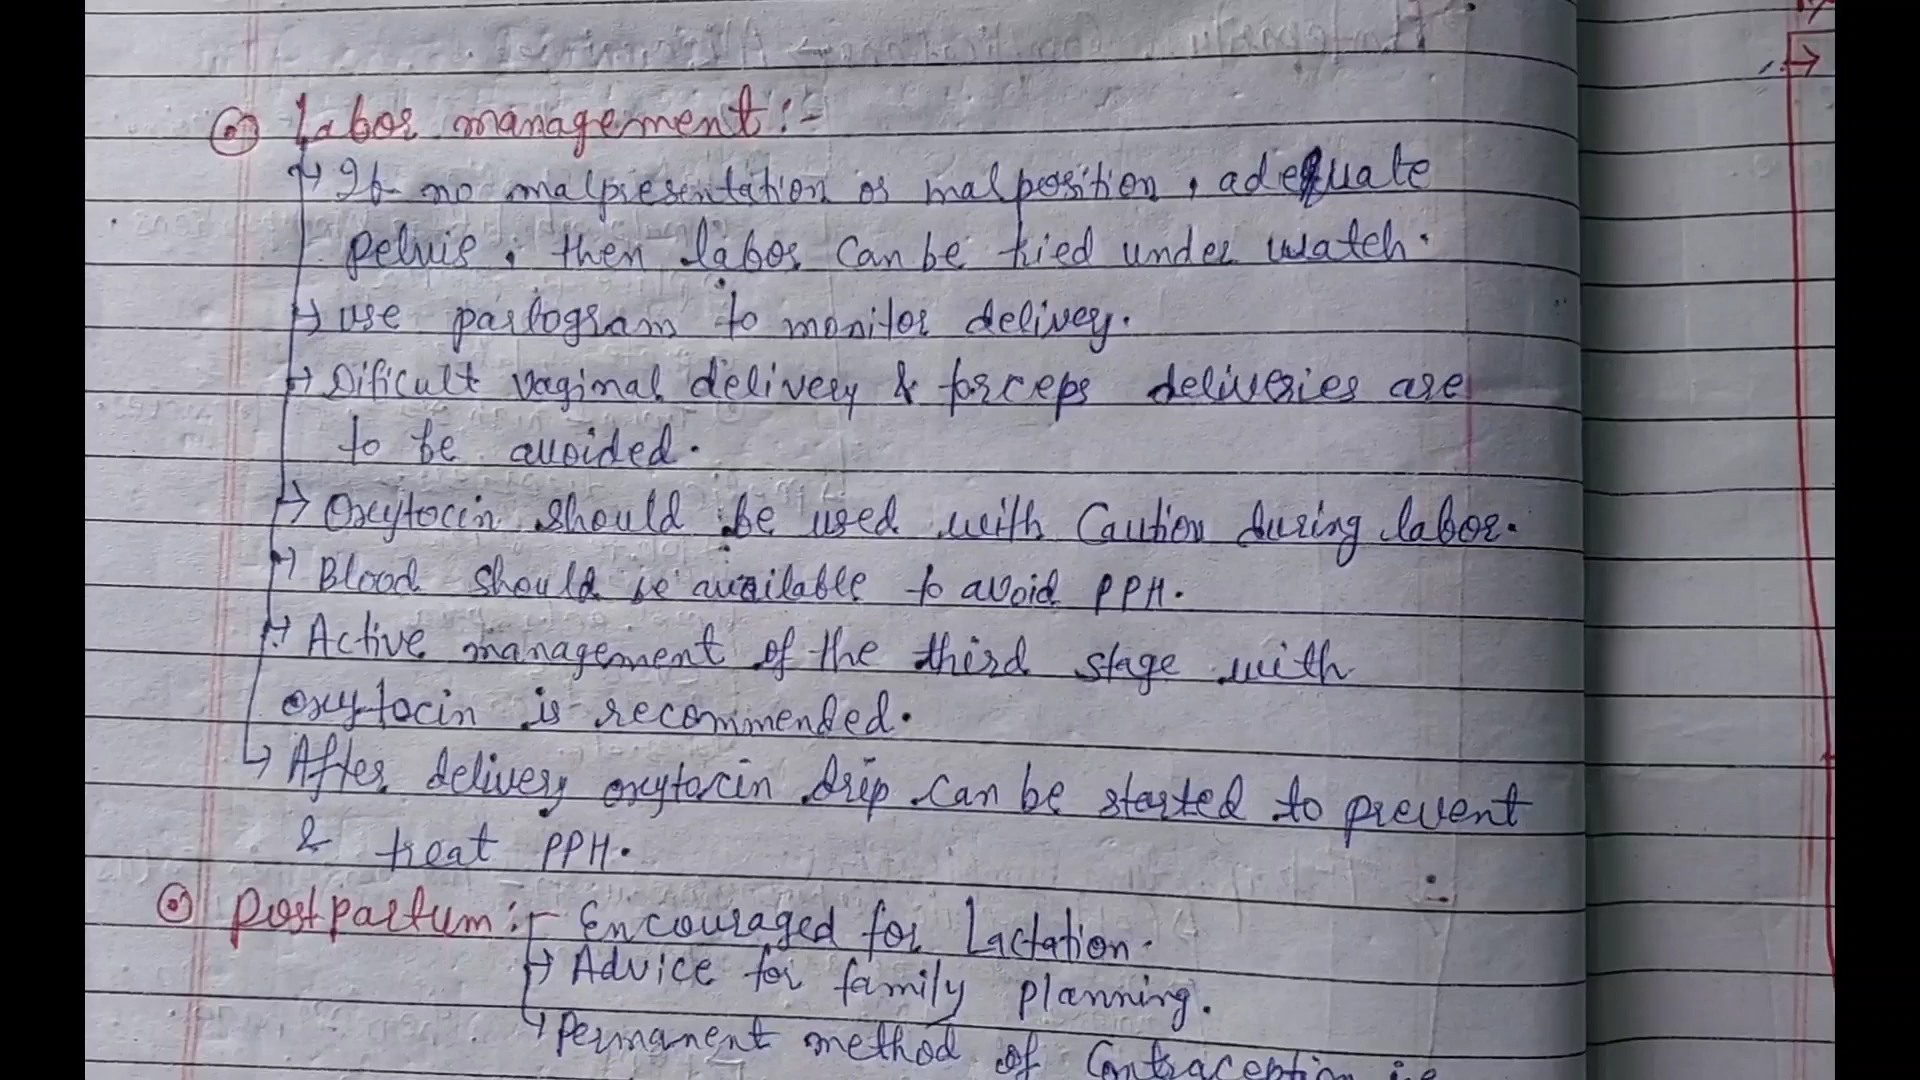 Labor management:-
→ If no malpresentation or malposition, adequate
pelvis, then labor can be tried under watch.
→ use partogram to monitor delivery.
→ Dificult vaginal delivery & forceps deliveries are
to be avoided.
→ Oxytocin should be used with Caution during labor.
→ Blood should be available to avoid PPH.
→ Active management of the third stage with
oxytocin is recommended.
→ After delivery oxytocin drip can be started to prevent
& treat PPH.
Postpartum:- Encouraged for Lactation.
→ Advice for family planning.
→ Permanent method of Contraception is